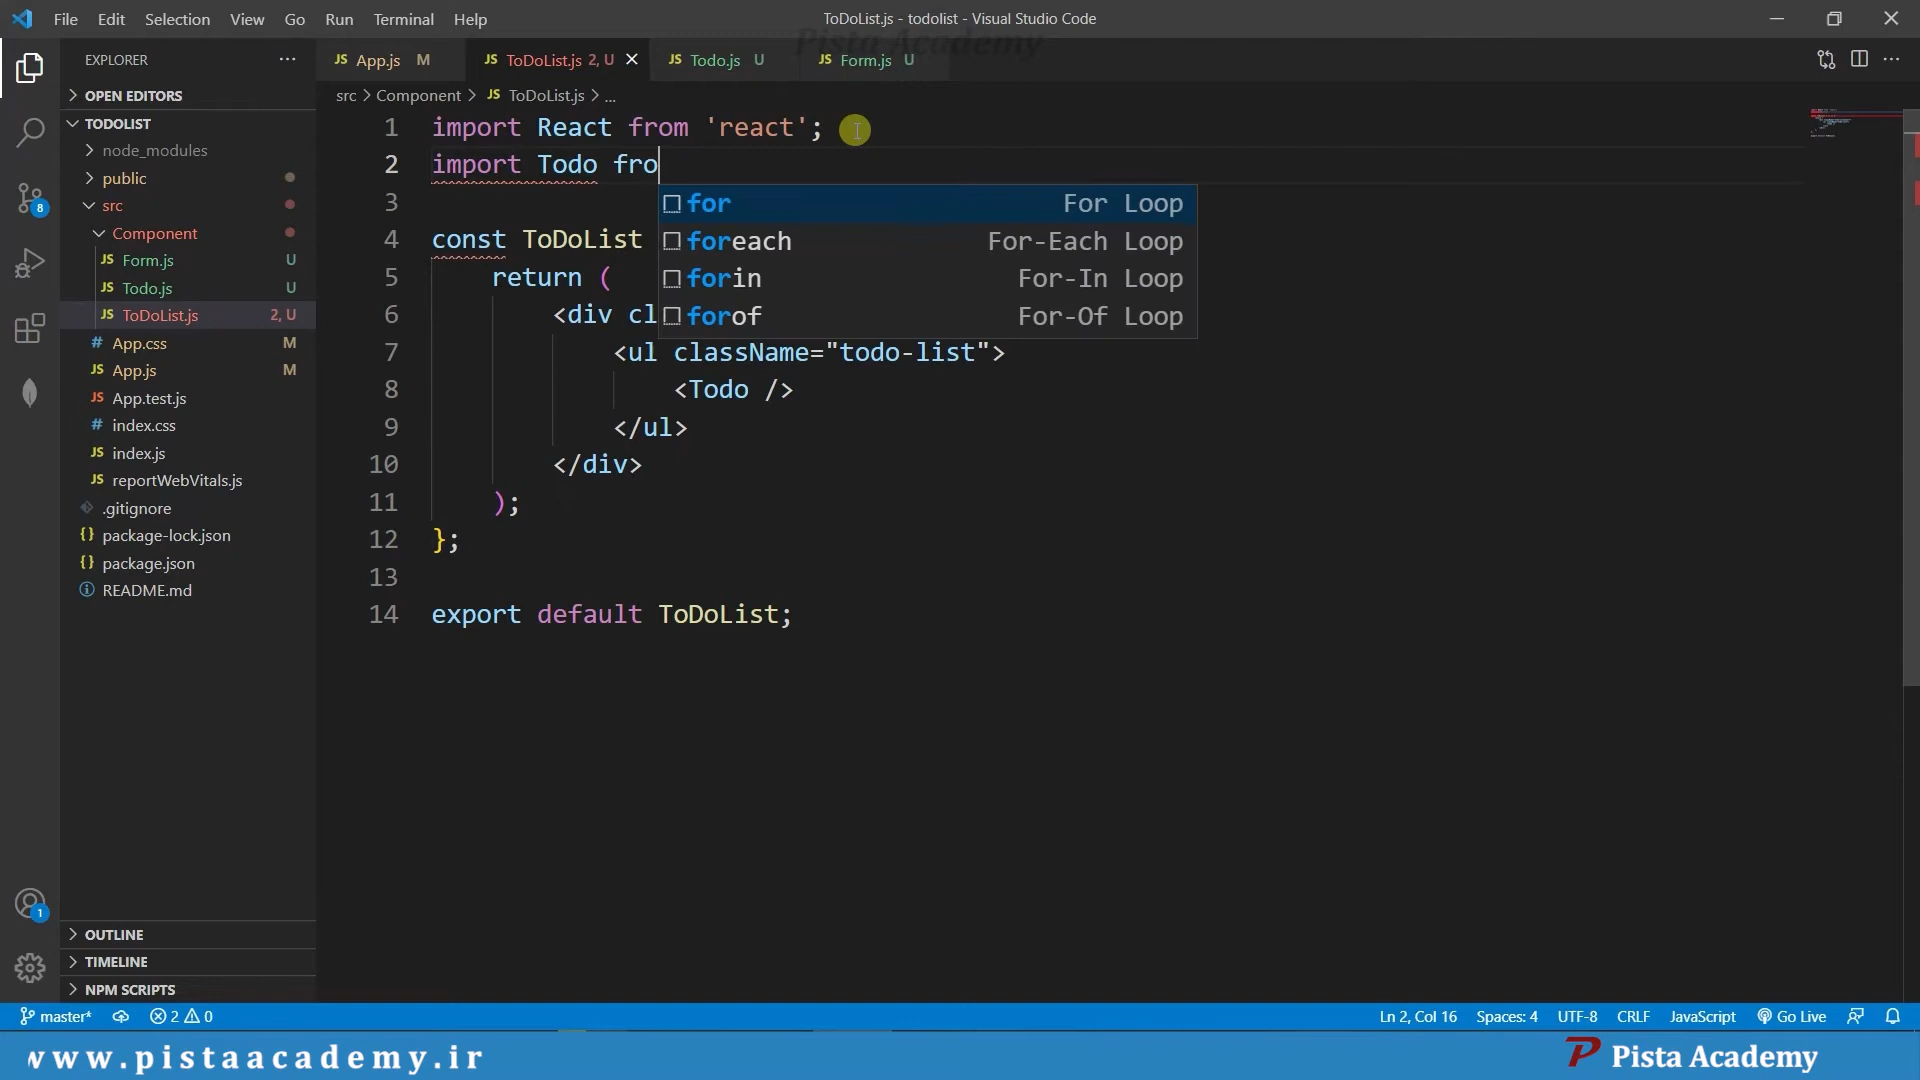 File Edit Selection View Go Run Terminal Help
ToDoList.js - todolist - Visual Studio Code
Pista Academy
EXPLORER
OPEN EDITORS
TODOLIST
node_modules
public
src
Component
Form.js U
Todo.js U
ToDoList.js 2, U
App.css M
App.js M
App.test.js
index.css
index.js
reportWebVitals.js
.gitignore
package-lock.json
package.json
README.md
OUTLINE
TIMELINE
NPM SCRIPTS
8
1
JS App.js M JS ToDoList.js 2, U JS Todo.js U JS Form.js U
src > Component > JS ToDoList.js > ...
1 import React from 'react';
2 import Todo fro
3
for For Loop
foreach For-Each Loop
forin For-In Loop
forof For-Of Loop
4 const ToDoList
5 return (
6 <div cl
7 <ul className="todo-list">
8 <Todo />
9 </ul>
10 </div>
11 );
12 };
13
14 export default ToDoList;
master* 2 0
Ln 2, Col 16 Spaces: 4 UTF-8 CRLF JavaScript Go Live
www.pistaacademy.ir
Pista Academy